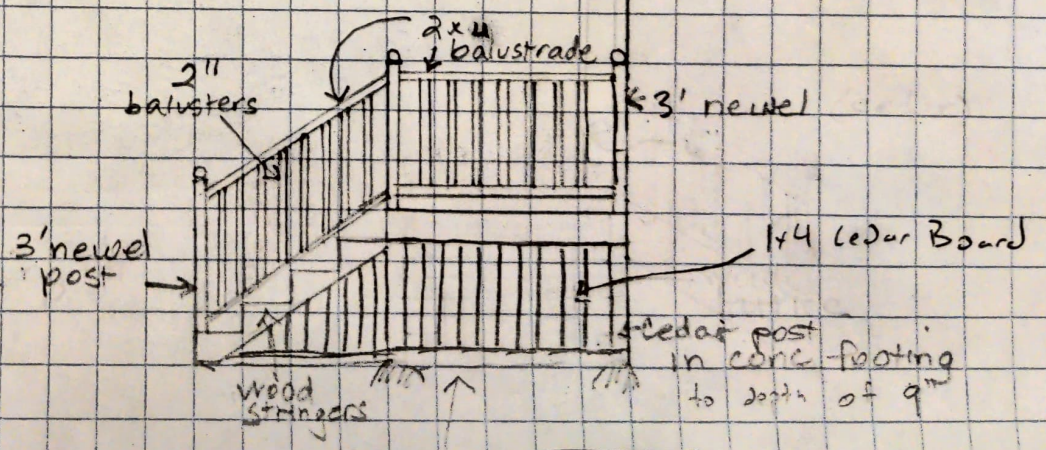 2x4
balustrade
2"
balusters
3' newel
3' newel
post
1x4 Cedar Board
Cedar post
in conc footing
to depth of 9"
wood
stringers